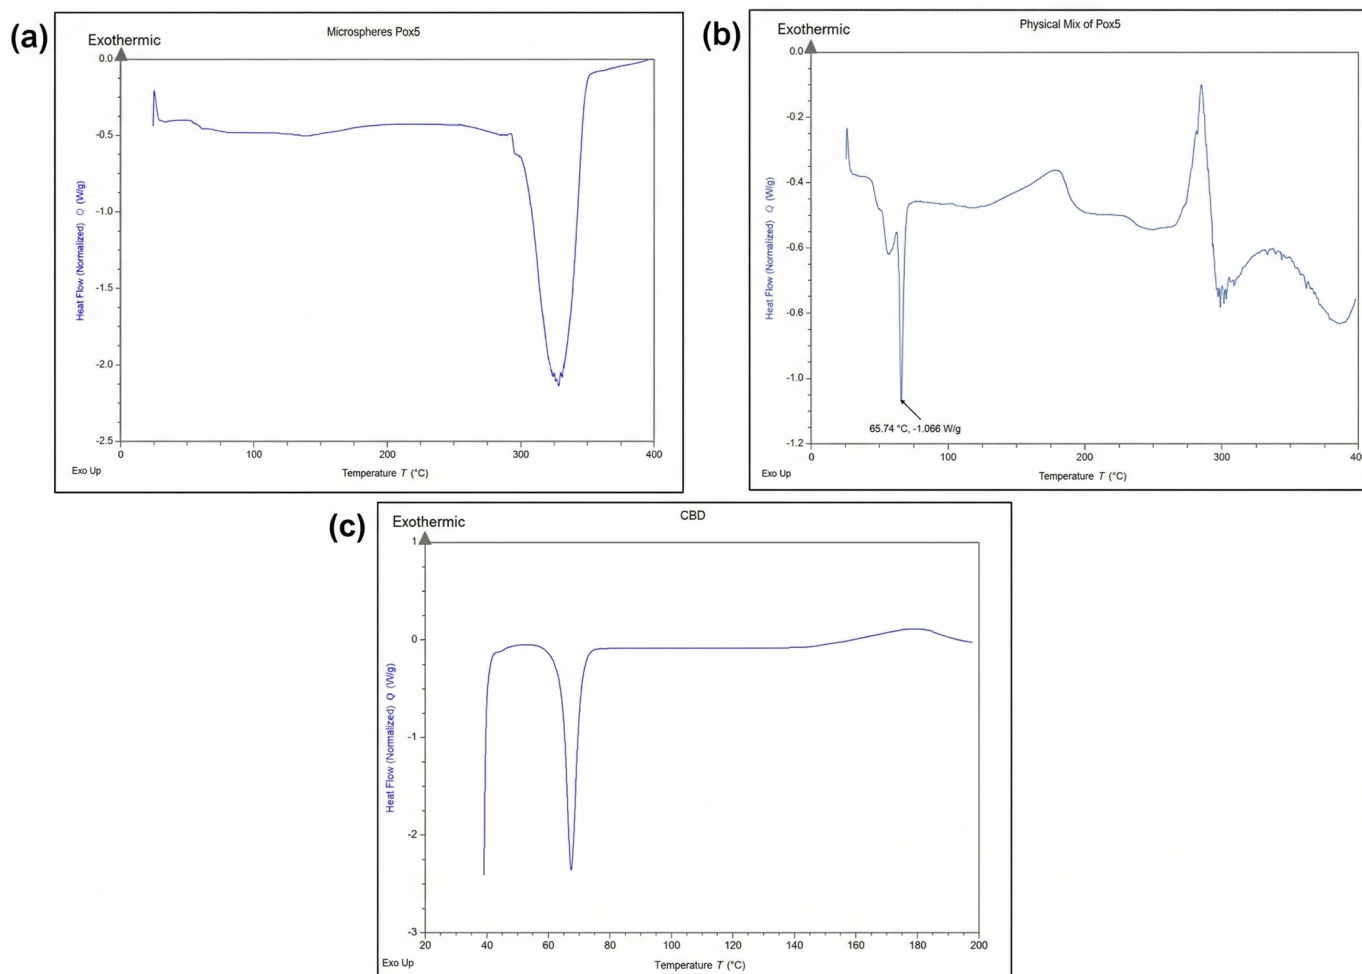 (a)
Microspheres Pox5
Exothermic
0.0
-0.5
-1.0
-1.5
-2.0
-2.5
Heat Flow (Normalized) Q (W/g)
0
100
200
300
400
Temperature T (°C)
Exo Up
(b)
Physical Mix of Pox5
Exothermic
0.0
-0.2
-0.4
-0.6
-0.8
-1.0
-1.2
Heat Flow (Normalized) Q (W/g)
65.74 °C, -1.066 W/g
0
100
200
300
40
Temperature T (°C)
Exo Up
(c)
CBD
Exothermic
1
0
-1
-2
-3
Heat Flow (Normalized) Q (W/g)
20
40
60
80
100
120
140
160
180
200
Temperature T (°C)
Exo Up